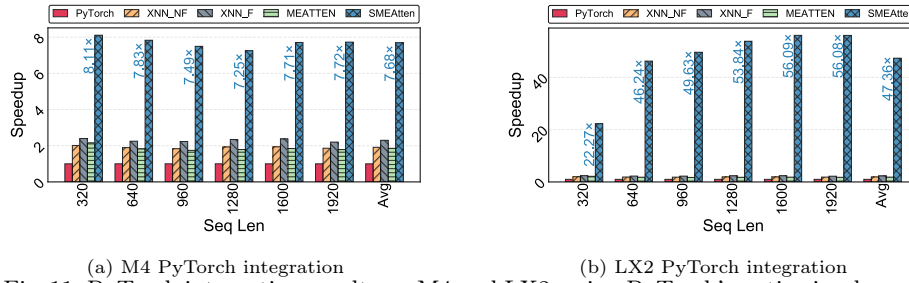 PyTorch XNN_NF XNN_F MEATTEN SMEAtten
Speedup
8
6
4
2
0
8.11×
7.83×
7.49×
7.25×
7.71×
7.72×
7.68×
320 640 960 1280 1600 1920 Avg
Seq Len
(a) M4 PyTorch integration
PyTorch XNN_NF XNN_F MEATTEN SMEAtten
Speedup
40
20
0
22.27×
46.24×
49.63×
53.84×
56.09×
56.08×
47.36×
320 640 960 1280 1600 1920 Avg
Seq Len
(b) LX2 PyTorch integration